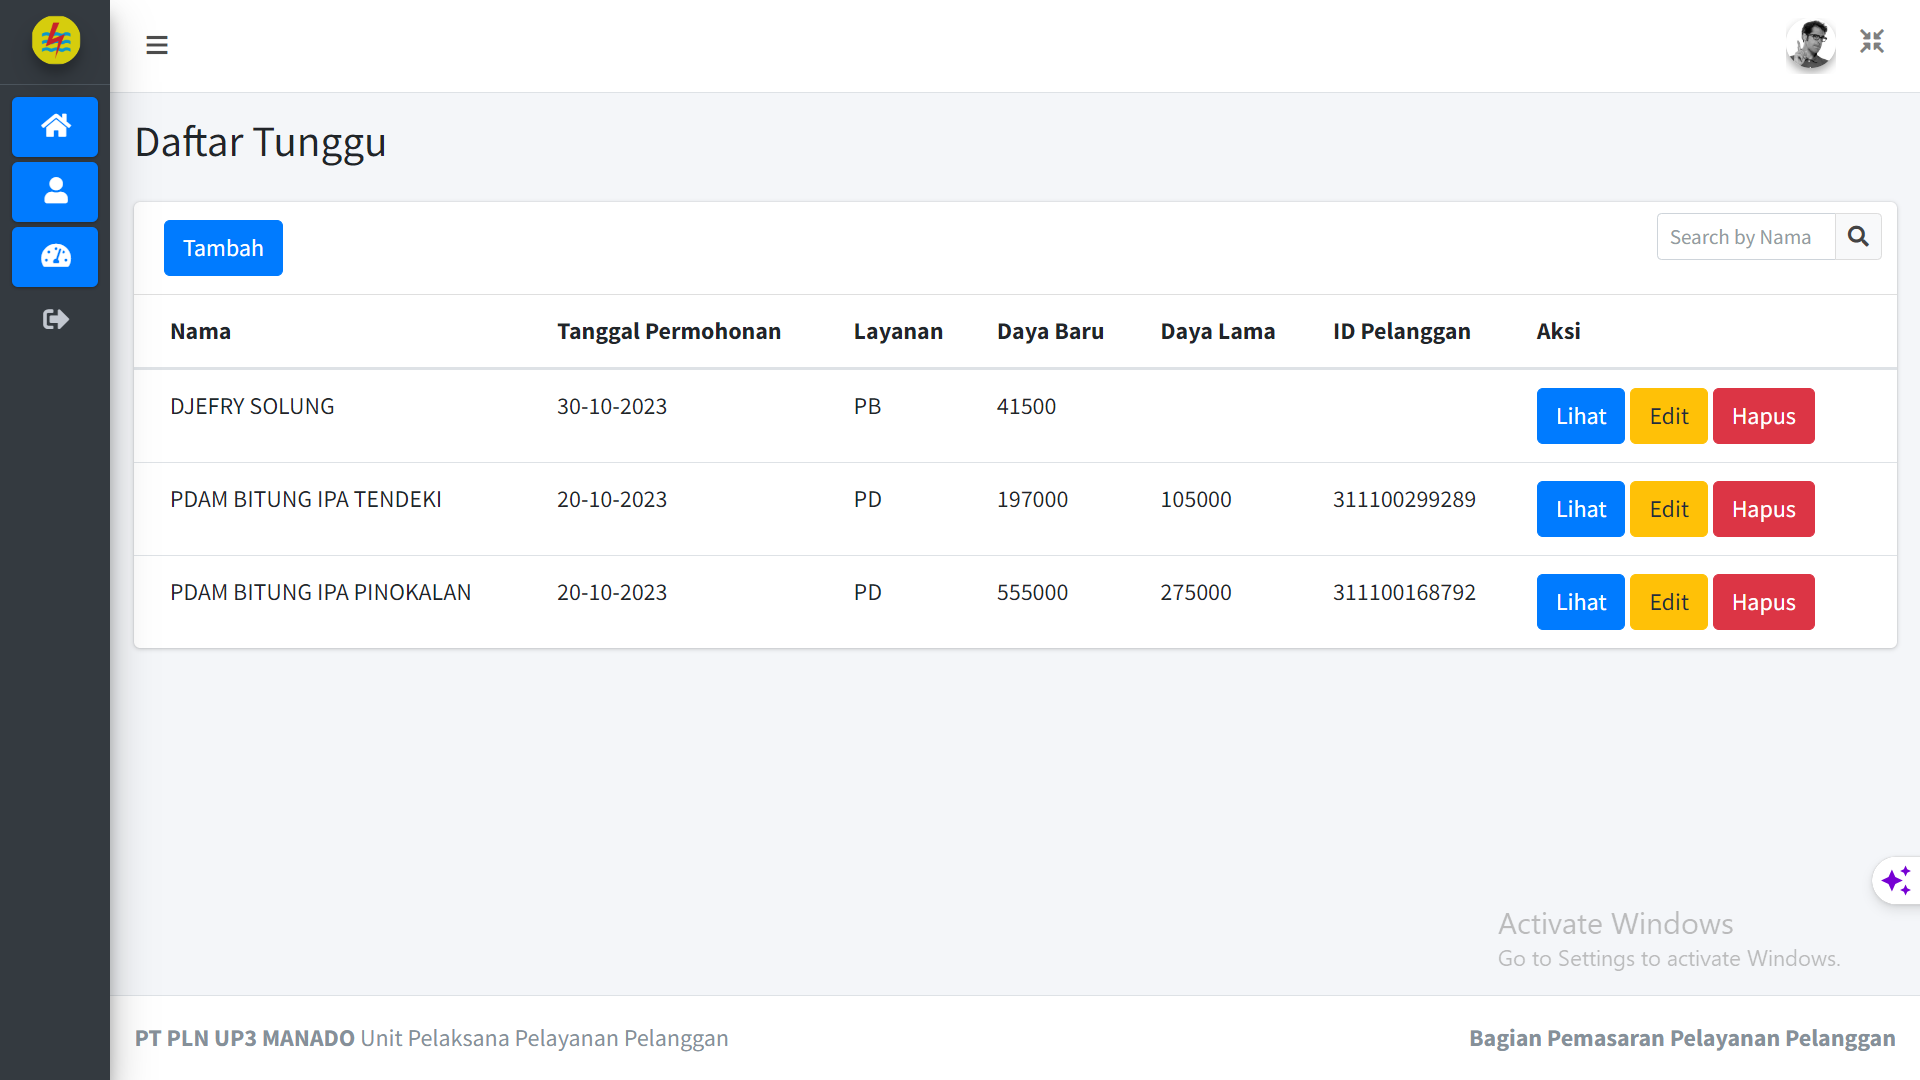 Daftar Tunggu
Tambah
Search by Nama
Nama Tanggal Permohonan Layanan Daya Baru Daya Lama ID Pelanggan Aksi
DJEFRY SOLUNG 30-10-2023 PB 41500 Lihat Edit Hapus
PDAM BITUNG IPA TENDEKI 20-10-2023 PD 197000 105000 311100299289 Lihat Edit Hapus
PDAM BITUNG IPA PINOKALAN 20-10-2023 PD 555000 275000 311100168792 Lihat Edit Hapus
Activate Windows
Go to Settings to activate Windows.
PT PLN UP3 MANADO Unit Pelaksana Pelayanan Pelanggan
Bagian Pemasaran Pelayanan Pelanggan